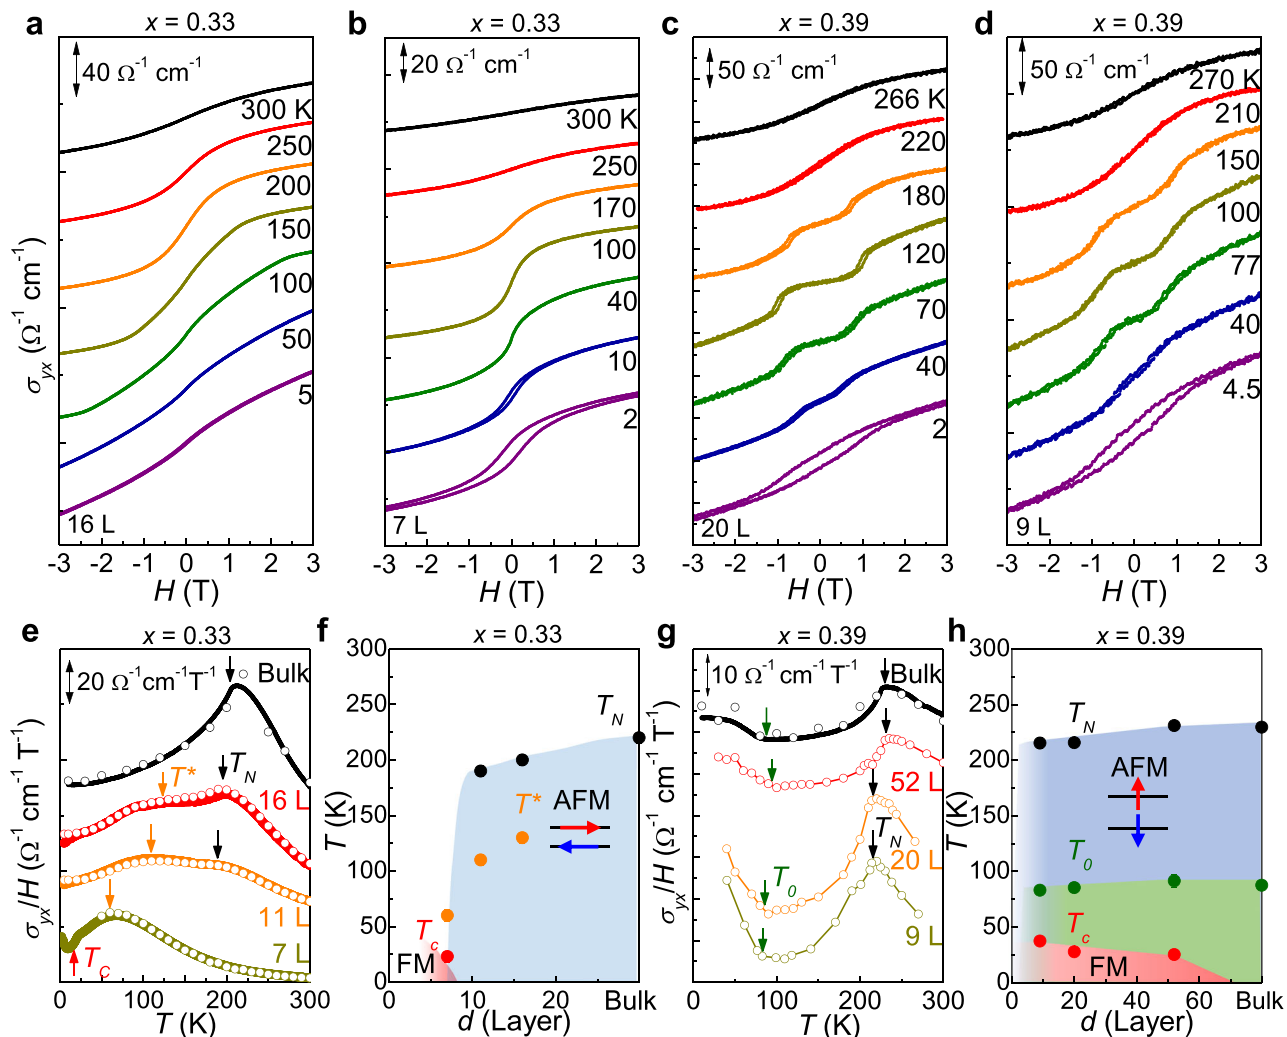 a
x = 0.33
40 Ω⁻¹ cm⁻¹
300 K
250
200
150
100
50
5
16 L
σyx (Ω⁻¹ cm⁻¹)
-3 -2 -1 0 1 2 3
H (T)
b
x = 0.33
20 Ω⁻¹ cm⁻¹
300 K
250
170
100
40
10
2
7 L
-3 -2 -1 0 1 2 3
H (T)
c
x = 0.39
50 Ω⁻¹ cm⁻¹
266 K
220
180
120
70
40
2
20 L
-3 -2 -1 0 1 2 3
H (T)
d
x = 0.39
50 Ω⁻¹ cm⁻¹
270 K
210
150
100
77
40
4.5
9 L
-3 -2 -1 0 1 2 3
H (T)
e
x = 0.33
20 Ω⁻¹cm⁻¹T⁻¹
Bulk
T*
TN
16 L
11 L
7 L
TC
σyx/H (Ω⁻¹ cm⁻¹ T⁻¹)
0 100 200 300
T (K)
f
x = 0.33
300
250
200
150
100
50
0
T (K)
TN
T*
AFM
Tc
FM
0 10 20 Bulk
d (Layer)
g
x = 0.39
10 Ω⁻¹cm⁻¹ T⁻¹
Bulk
52 L
TN
20 L
T0
9 L
σyx/H (Ω⁻¹ cm⁻¹ T⁻¹)
0 100 200 300
T (K)
h
x = 0.39
300
250
200
150
100
50
0
T (K)
TN
AFM
T0
Tc
FM
0 20 40 60 Bulk
d (Layer)